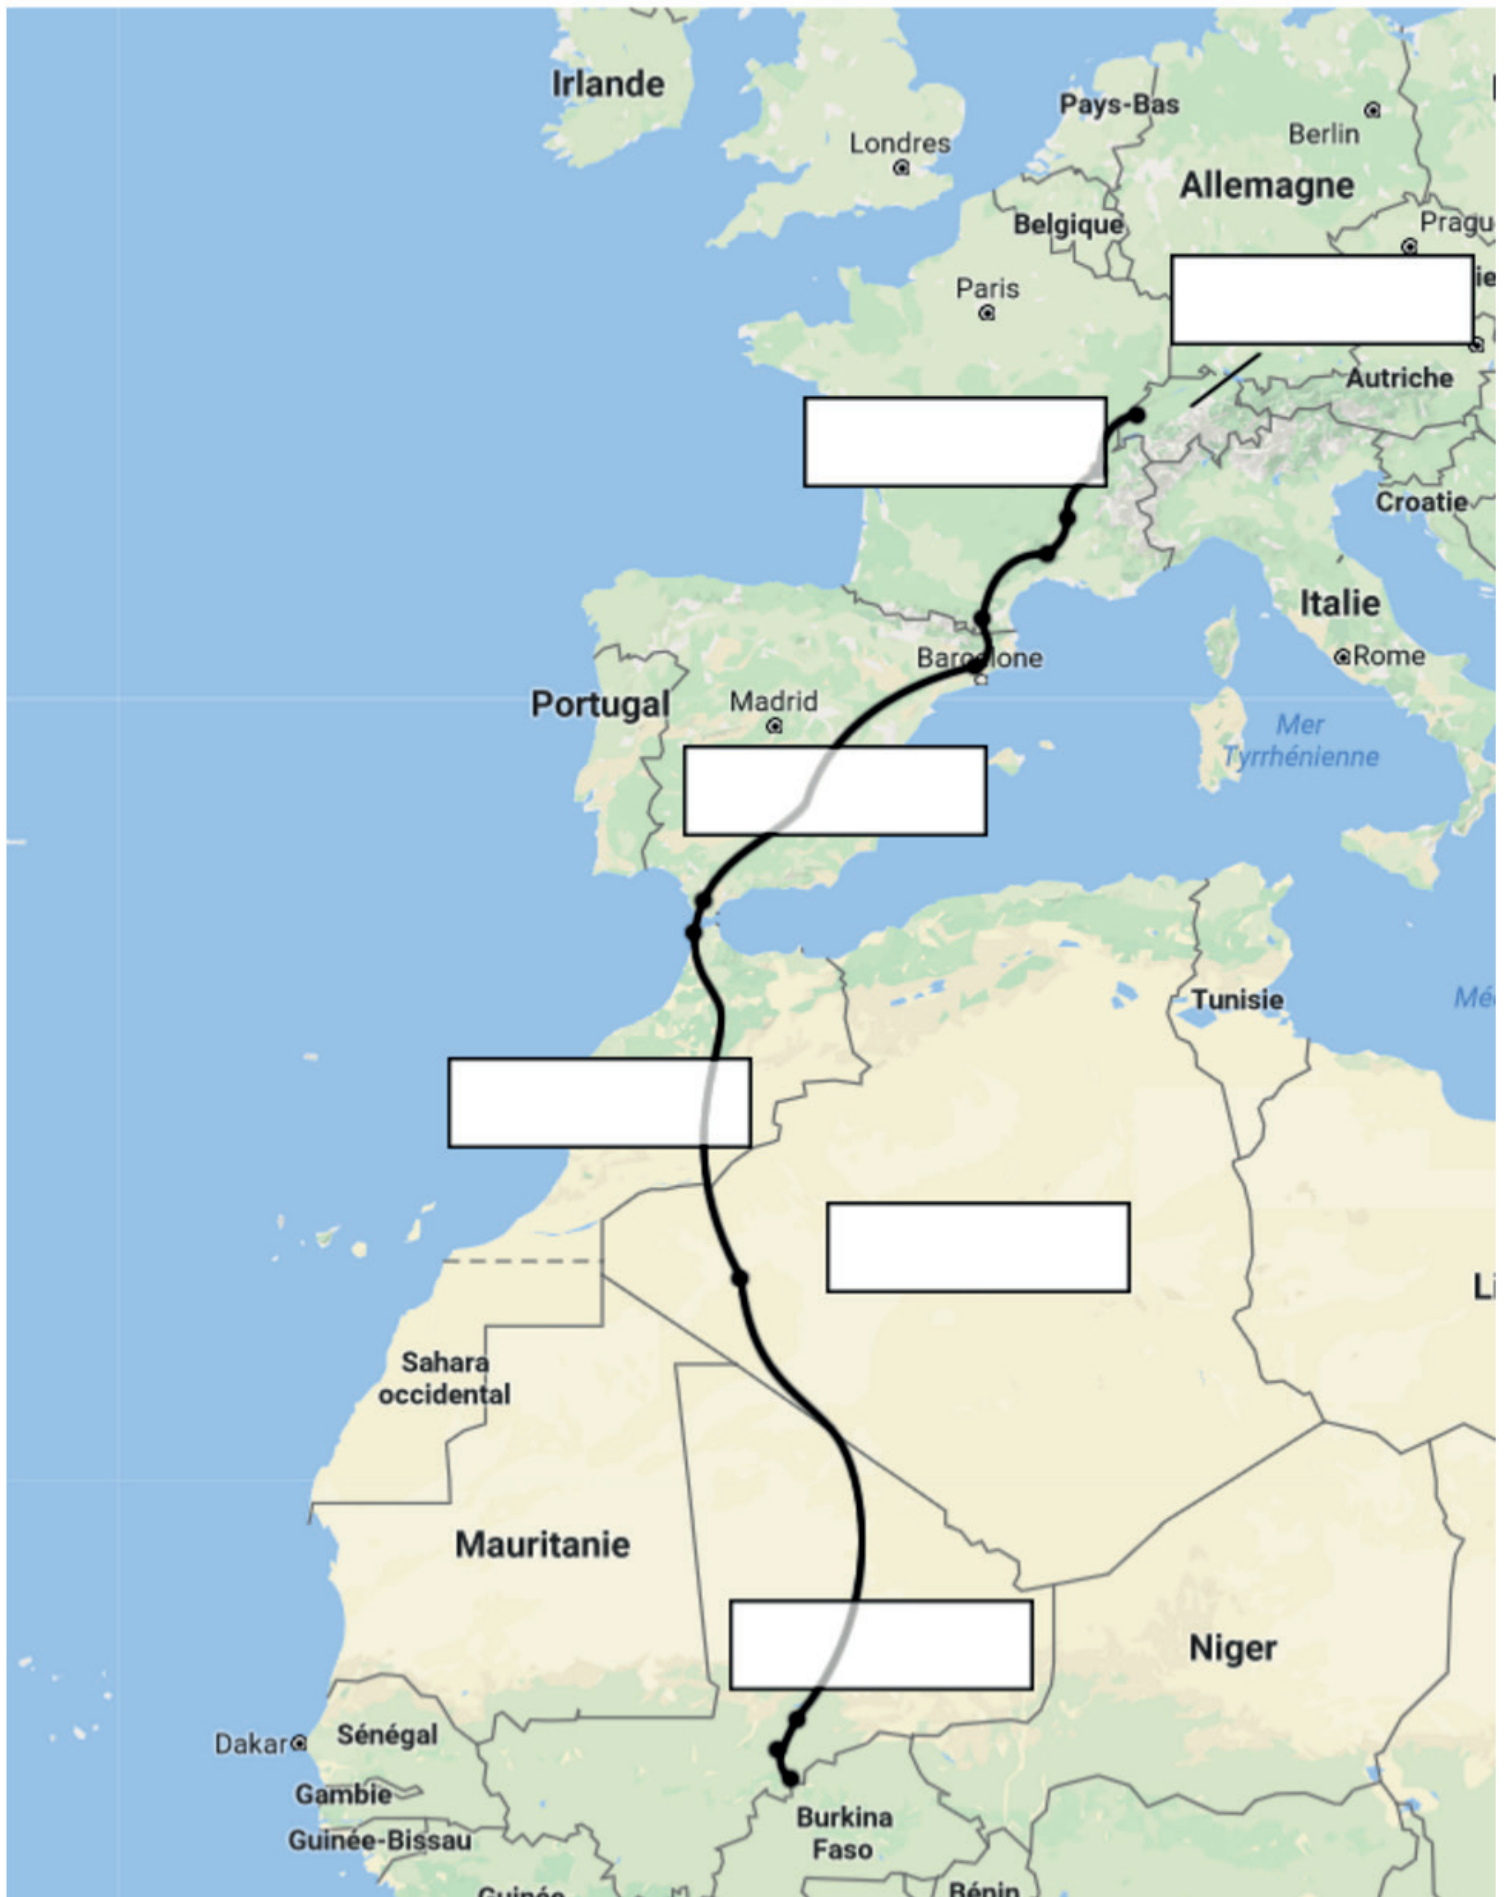 Irlande
Londres
Pays-Bas
Berlin
Allemagne
Belgique
Paris
Autriche
Croatie
Italie
Rome
Barcelone
Portugal
Madrid
Mer
Tyrrhénienne
Tunisie
Sahara
occidental
Mauritanie
Niger
Dakar
Sénégal
Gambie
Guinée-Bissau
Burkina
Faso
Bénin